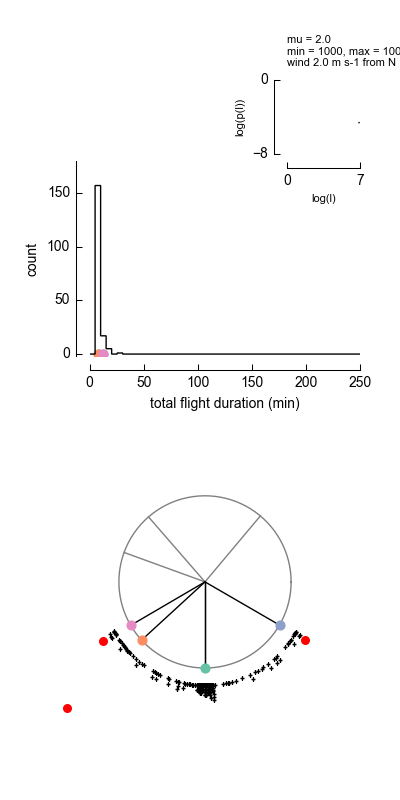 mu = 2.0
min = 1000, max = 100
wind 2.0 m s-1 from N
0
log(p(l))
−8
0 7
log(l)
150
100
50
0
count
0 50 100 150 200 250
total flight duration (min)